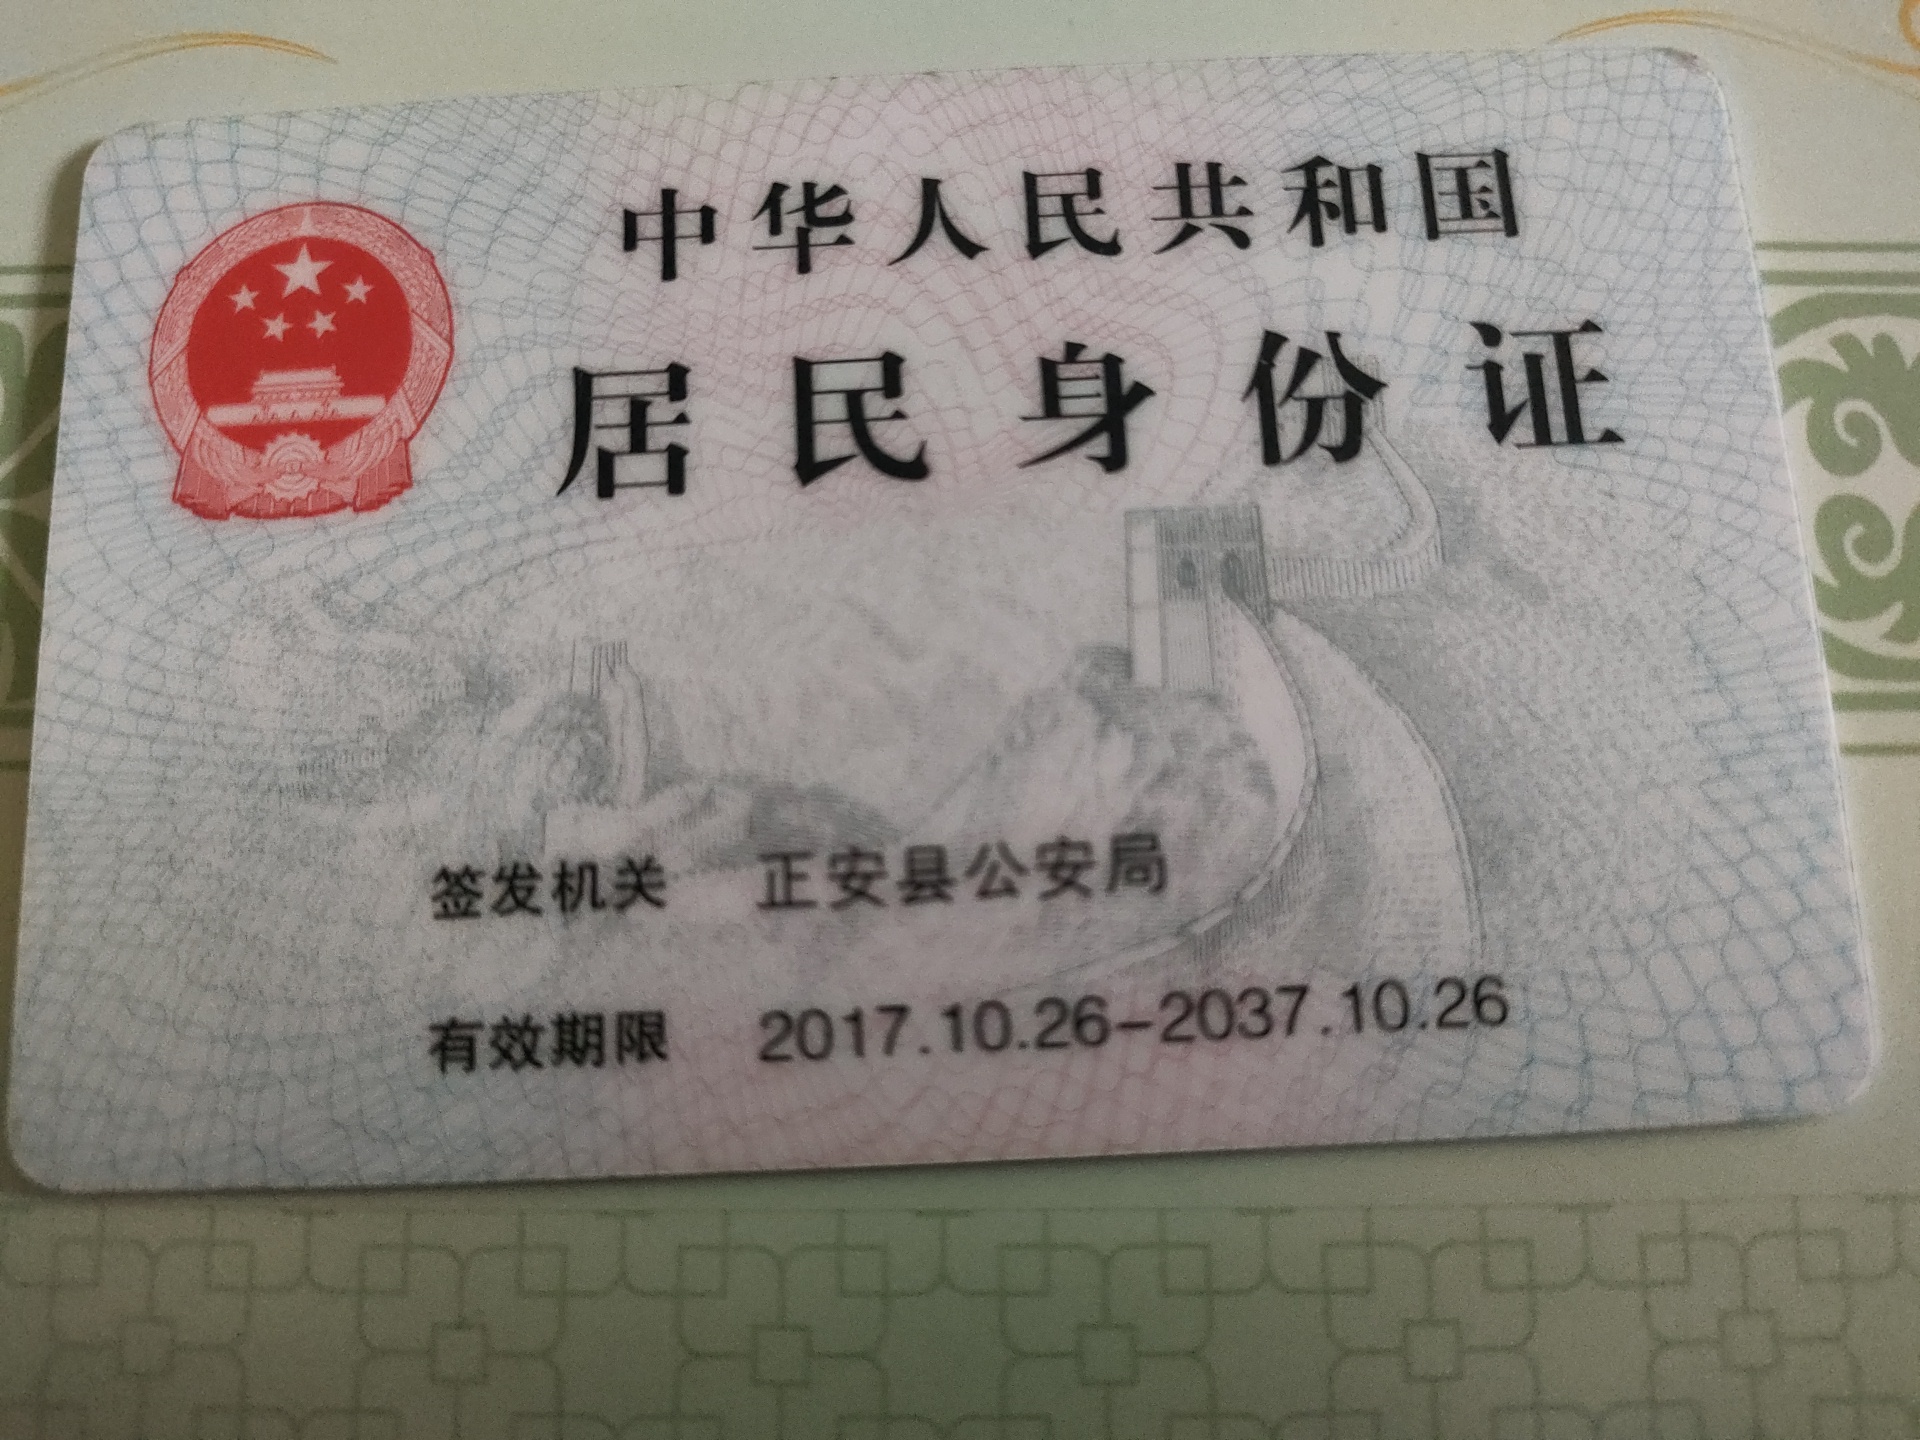 中华人民共和国
居民身份证
签发机关 正安县公安局
有效期限 2017.10.26-2037.10.26